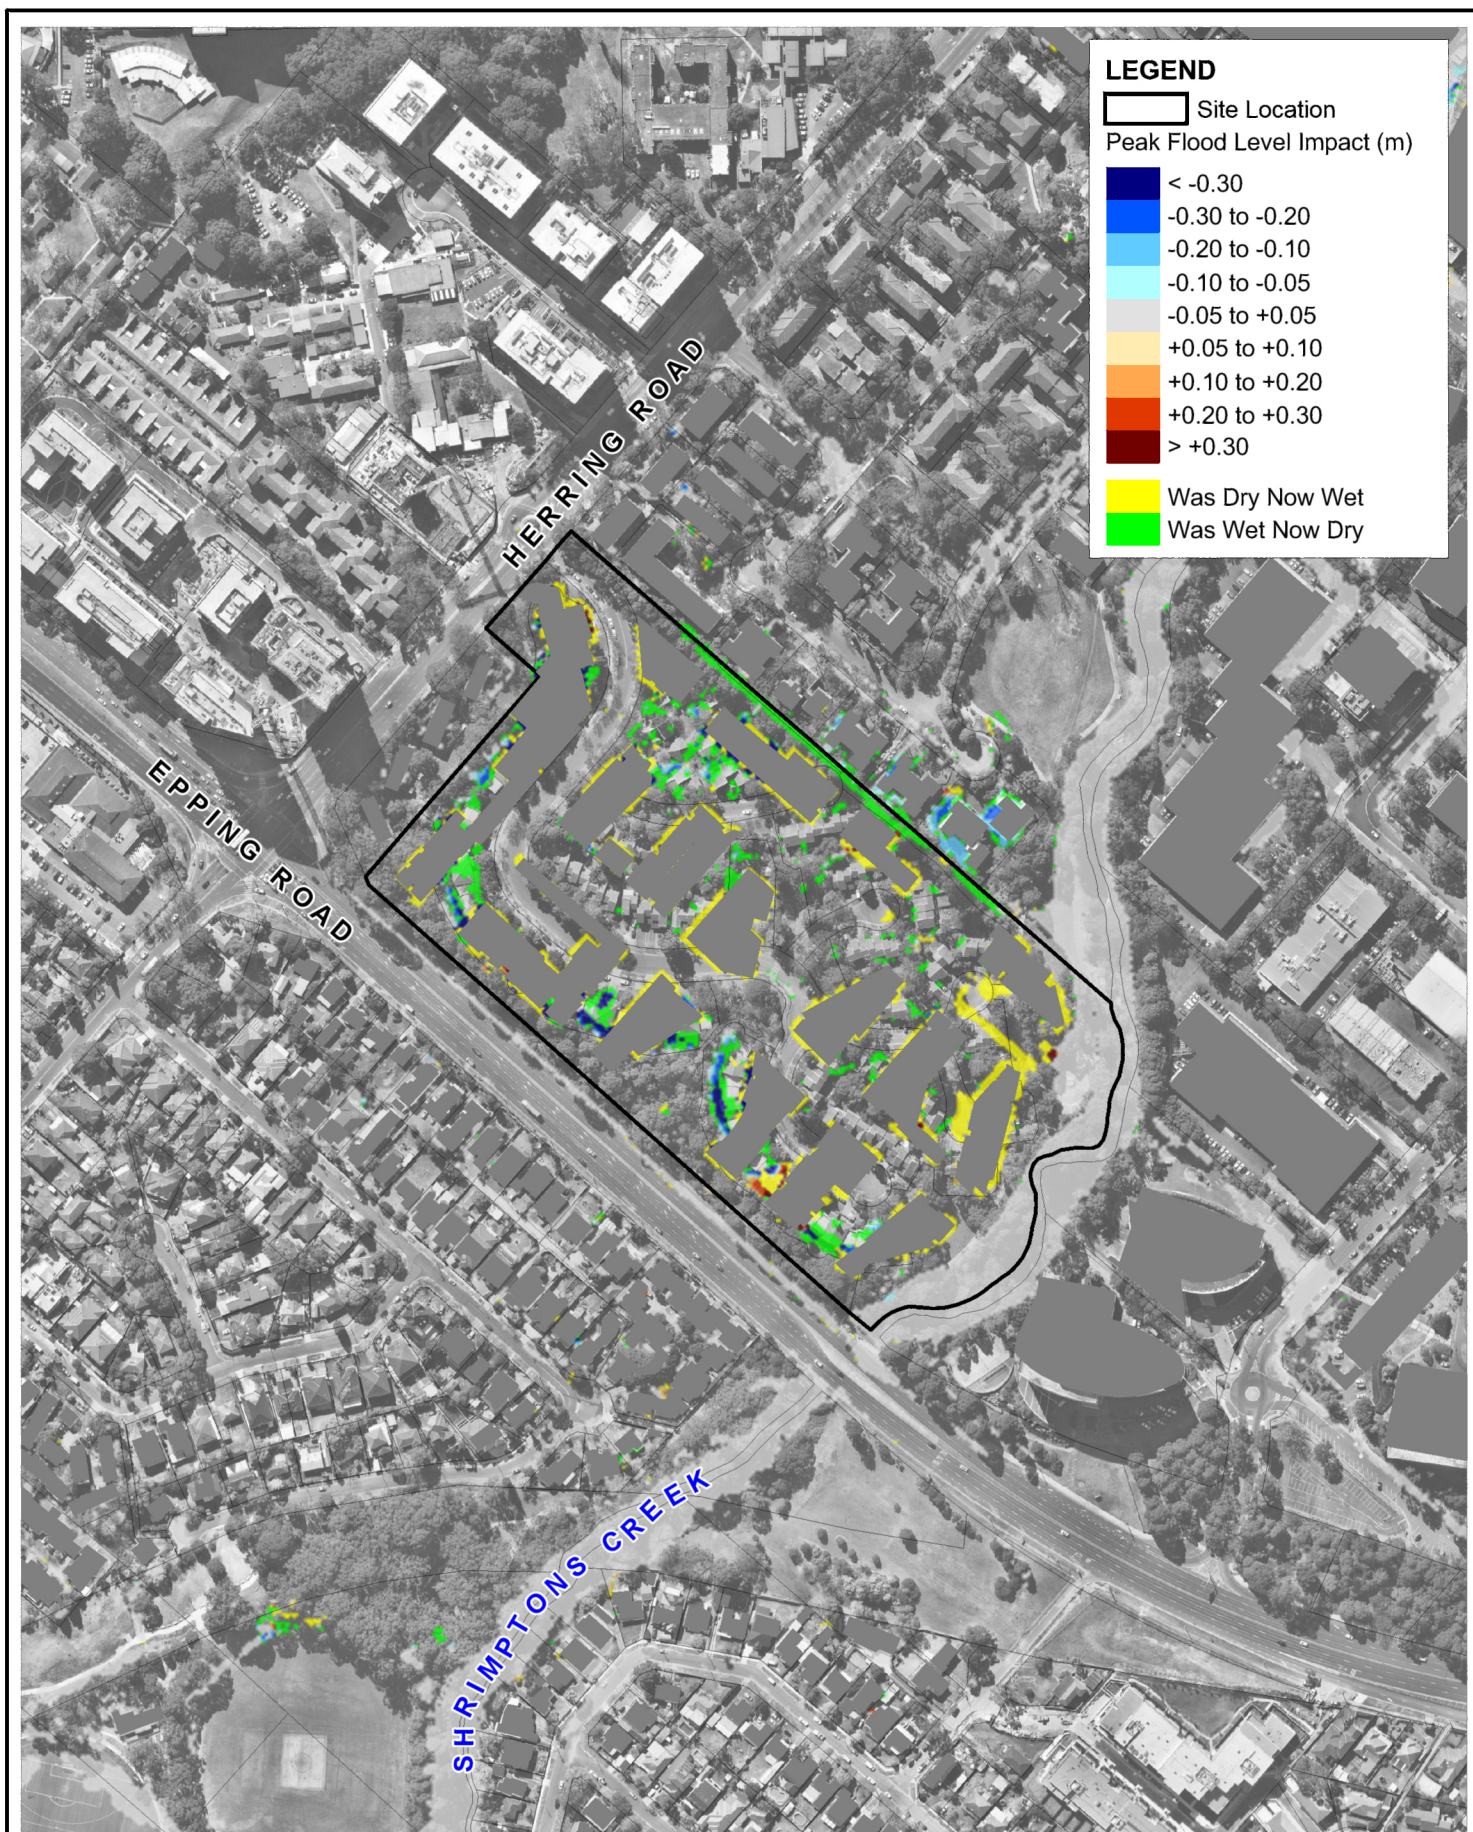 LEGEND
Site Location
Peak Flood Level Impact (m)
< -0.30
-0.30 to -0.20
-0.20 to -0.10
-0.10 to -0.05
-0.05 to +0.05
+0.05 to +0.10
+0.10 to +0.20
+0.20 to +0.30
> +0.30
Was Dry Now Wet
Was Wet Now Dry
HERRING ROAD
EPPING ROAD
SHRIMPTONS CREEK